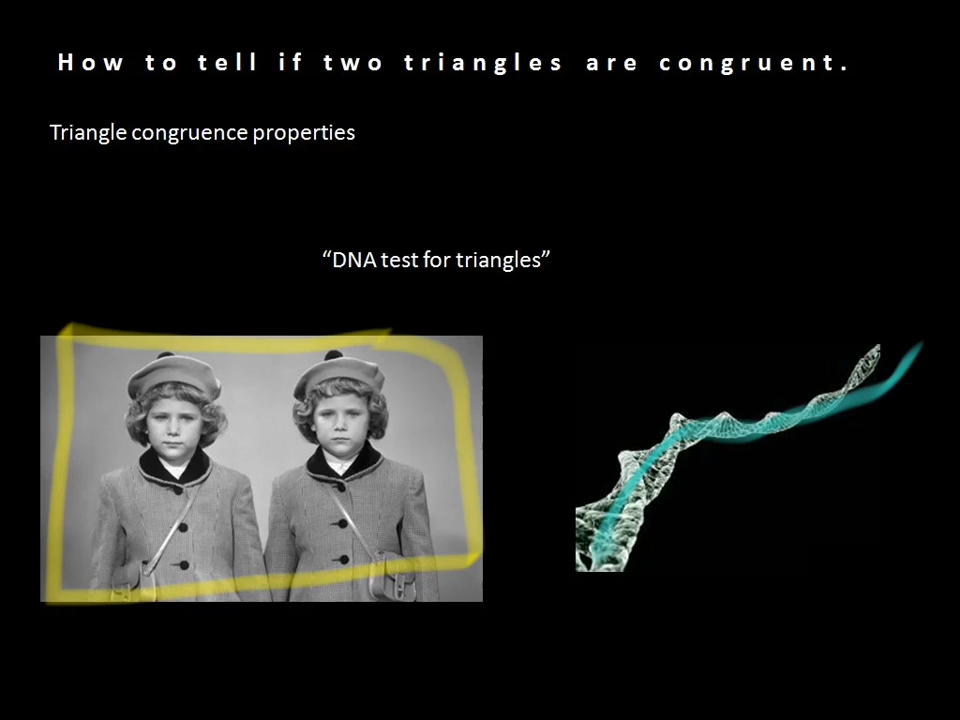 How to tell if two triangles are congruent.
Triangle congruence properties
“DNA test for triangles”